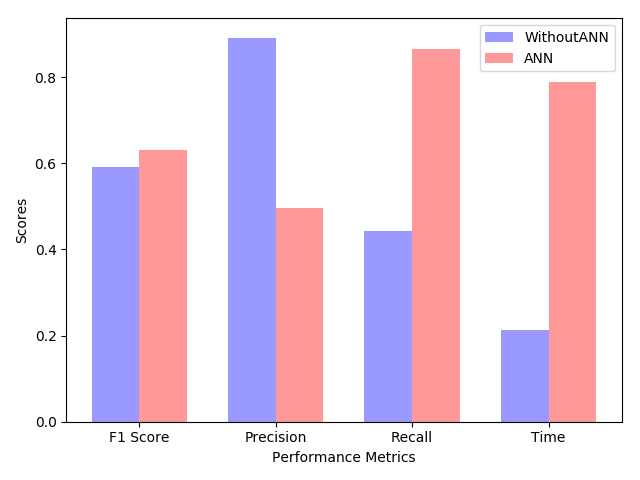 WithoutANN
ANN
0.8
0.6
0.4
0.2
0.0
Scores
F1 Score
Precision
Recall
Time
Performance Metrics